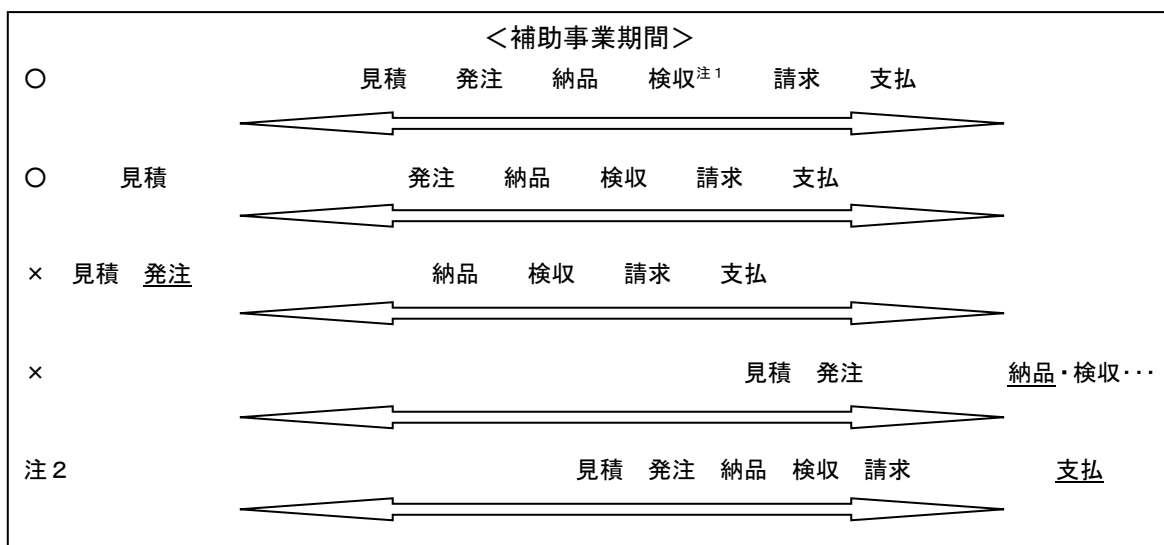 ＜補助事業期間＞
○ 見積 発注 納品 検収注１ 請求 支払
○ 見積 発注 納品 検収 請求 支払
× 見積 発注 納品 検収 請求 支払
× 見積 発注 納品・検収・・・
注２ 見積 発注 納品 検収 請求 支払